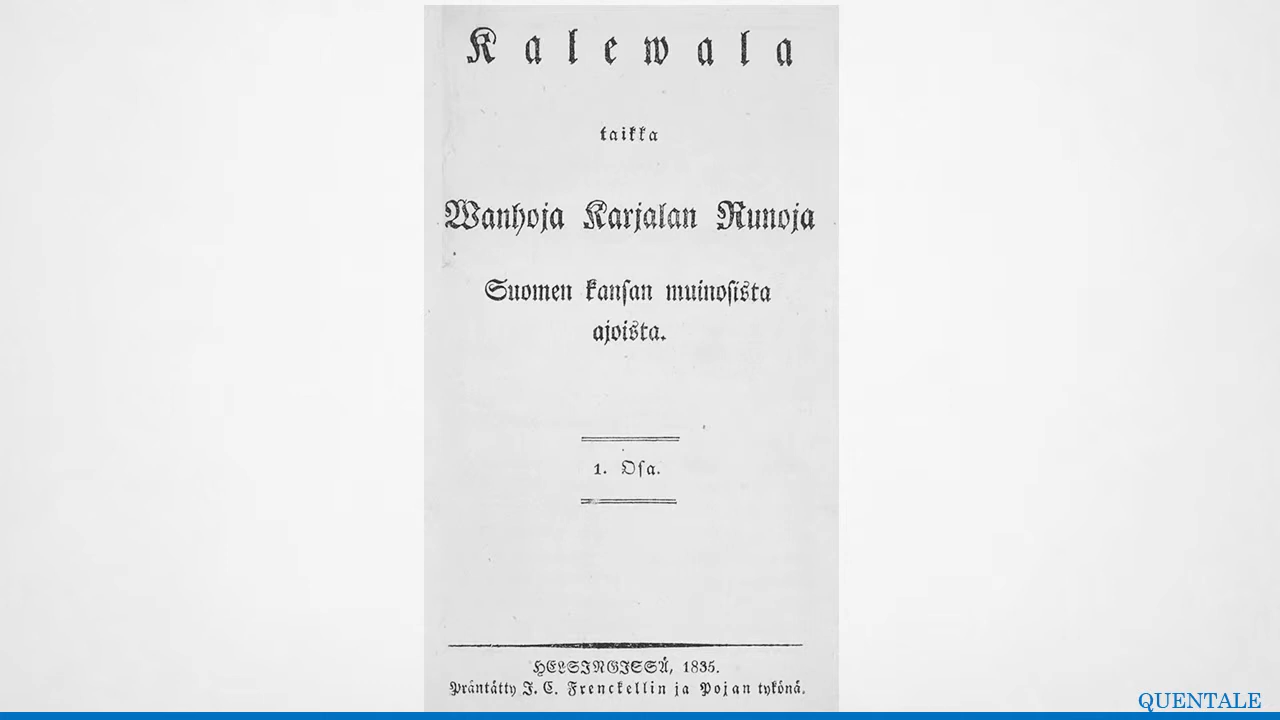 Kalewala
taikka
Wanhoja Karjalan Runoja
Suomen kansan muinosista
ajoista.
1. Osa.
HELSINGISSÄ, 1835.
Präntätty J. C. Frenckellin ja Pojan tykönä.
QUENTALE